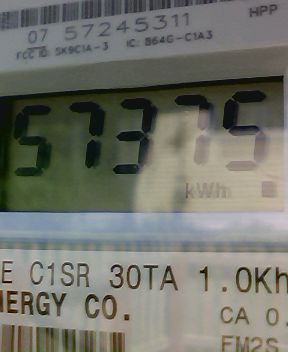 HPP
07 57245311
FCC ID: SK9C1A-3 IC: 864G-C1A3
57375
kWh
E C1SR 30TA 1.0Kh
NERGY CO.
CA 0.
FM2S